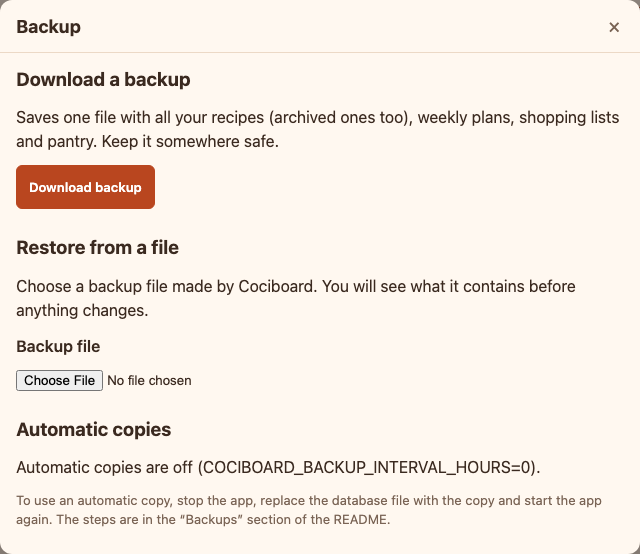 Backup
×
Download a backup
Saves one file with all your recipes (archived ones too), weekly plans, shopping lists
and pantry. Keep it somewhere safe.
Download backup
Restore from a file
Choose a backup file made by Cociboard. You will see what it contains before
anything changes.
Backup file
Choose File No file chosen
Automatic copies
Automatic copies are off (COCIBOARD_BACKUP_INTERVAL_HOURS=0).
To use an automatic copy, stop the app, replace the database file with the copy and start the app
again. The steps are in the “Backups” section of the README.